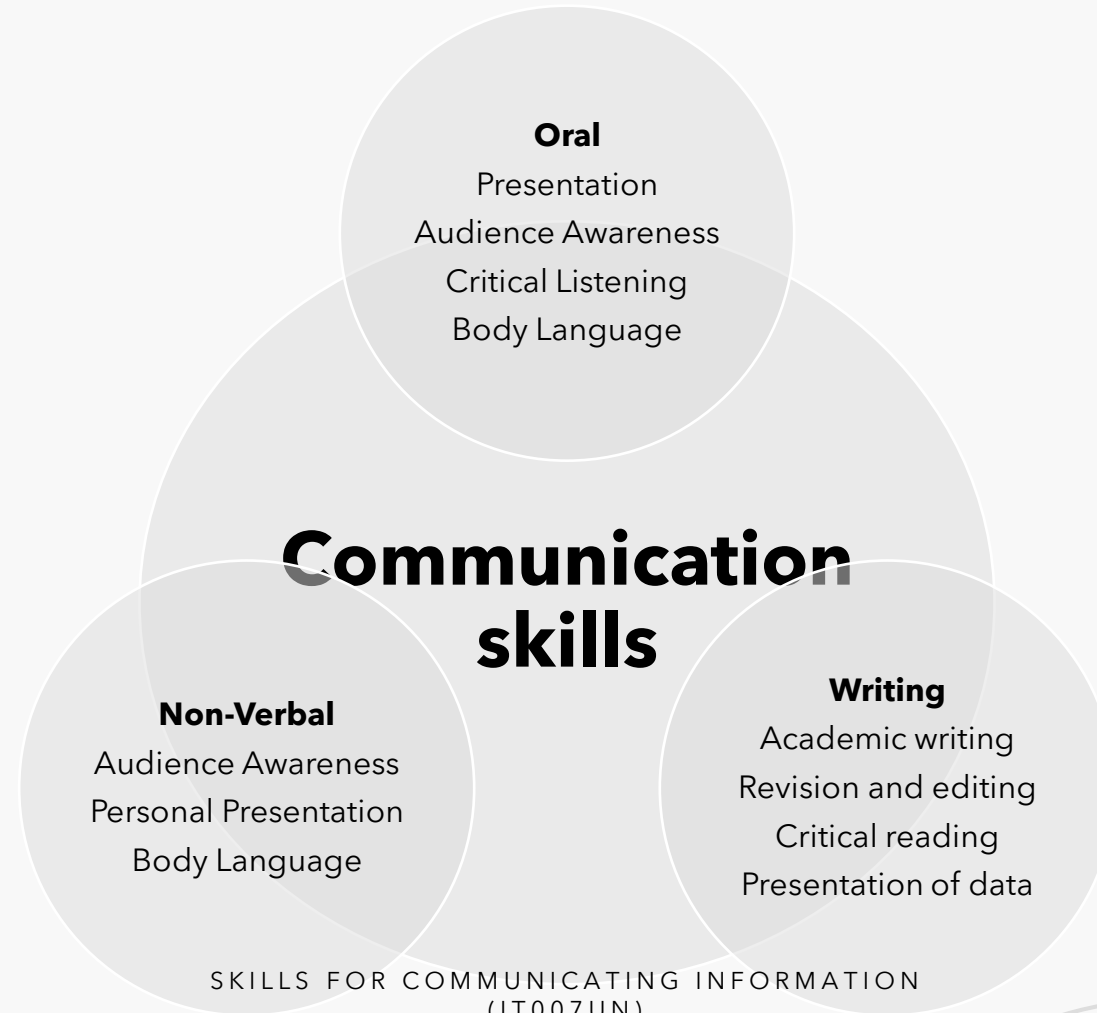 Oral
Presentation
Audience Awareness
Critical Listening
Body Language
Communication
skills
Non-Verbal
Audience Awareness
Personal Presentation
Body Language
Writing
Academic writing
Revision and editing
Critical reading
Presentation of data
SKILLS FOR COMMUNICATING INFORMATION
(IT007UN)